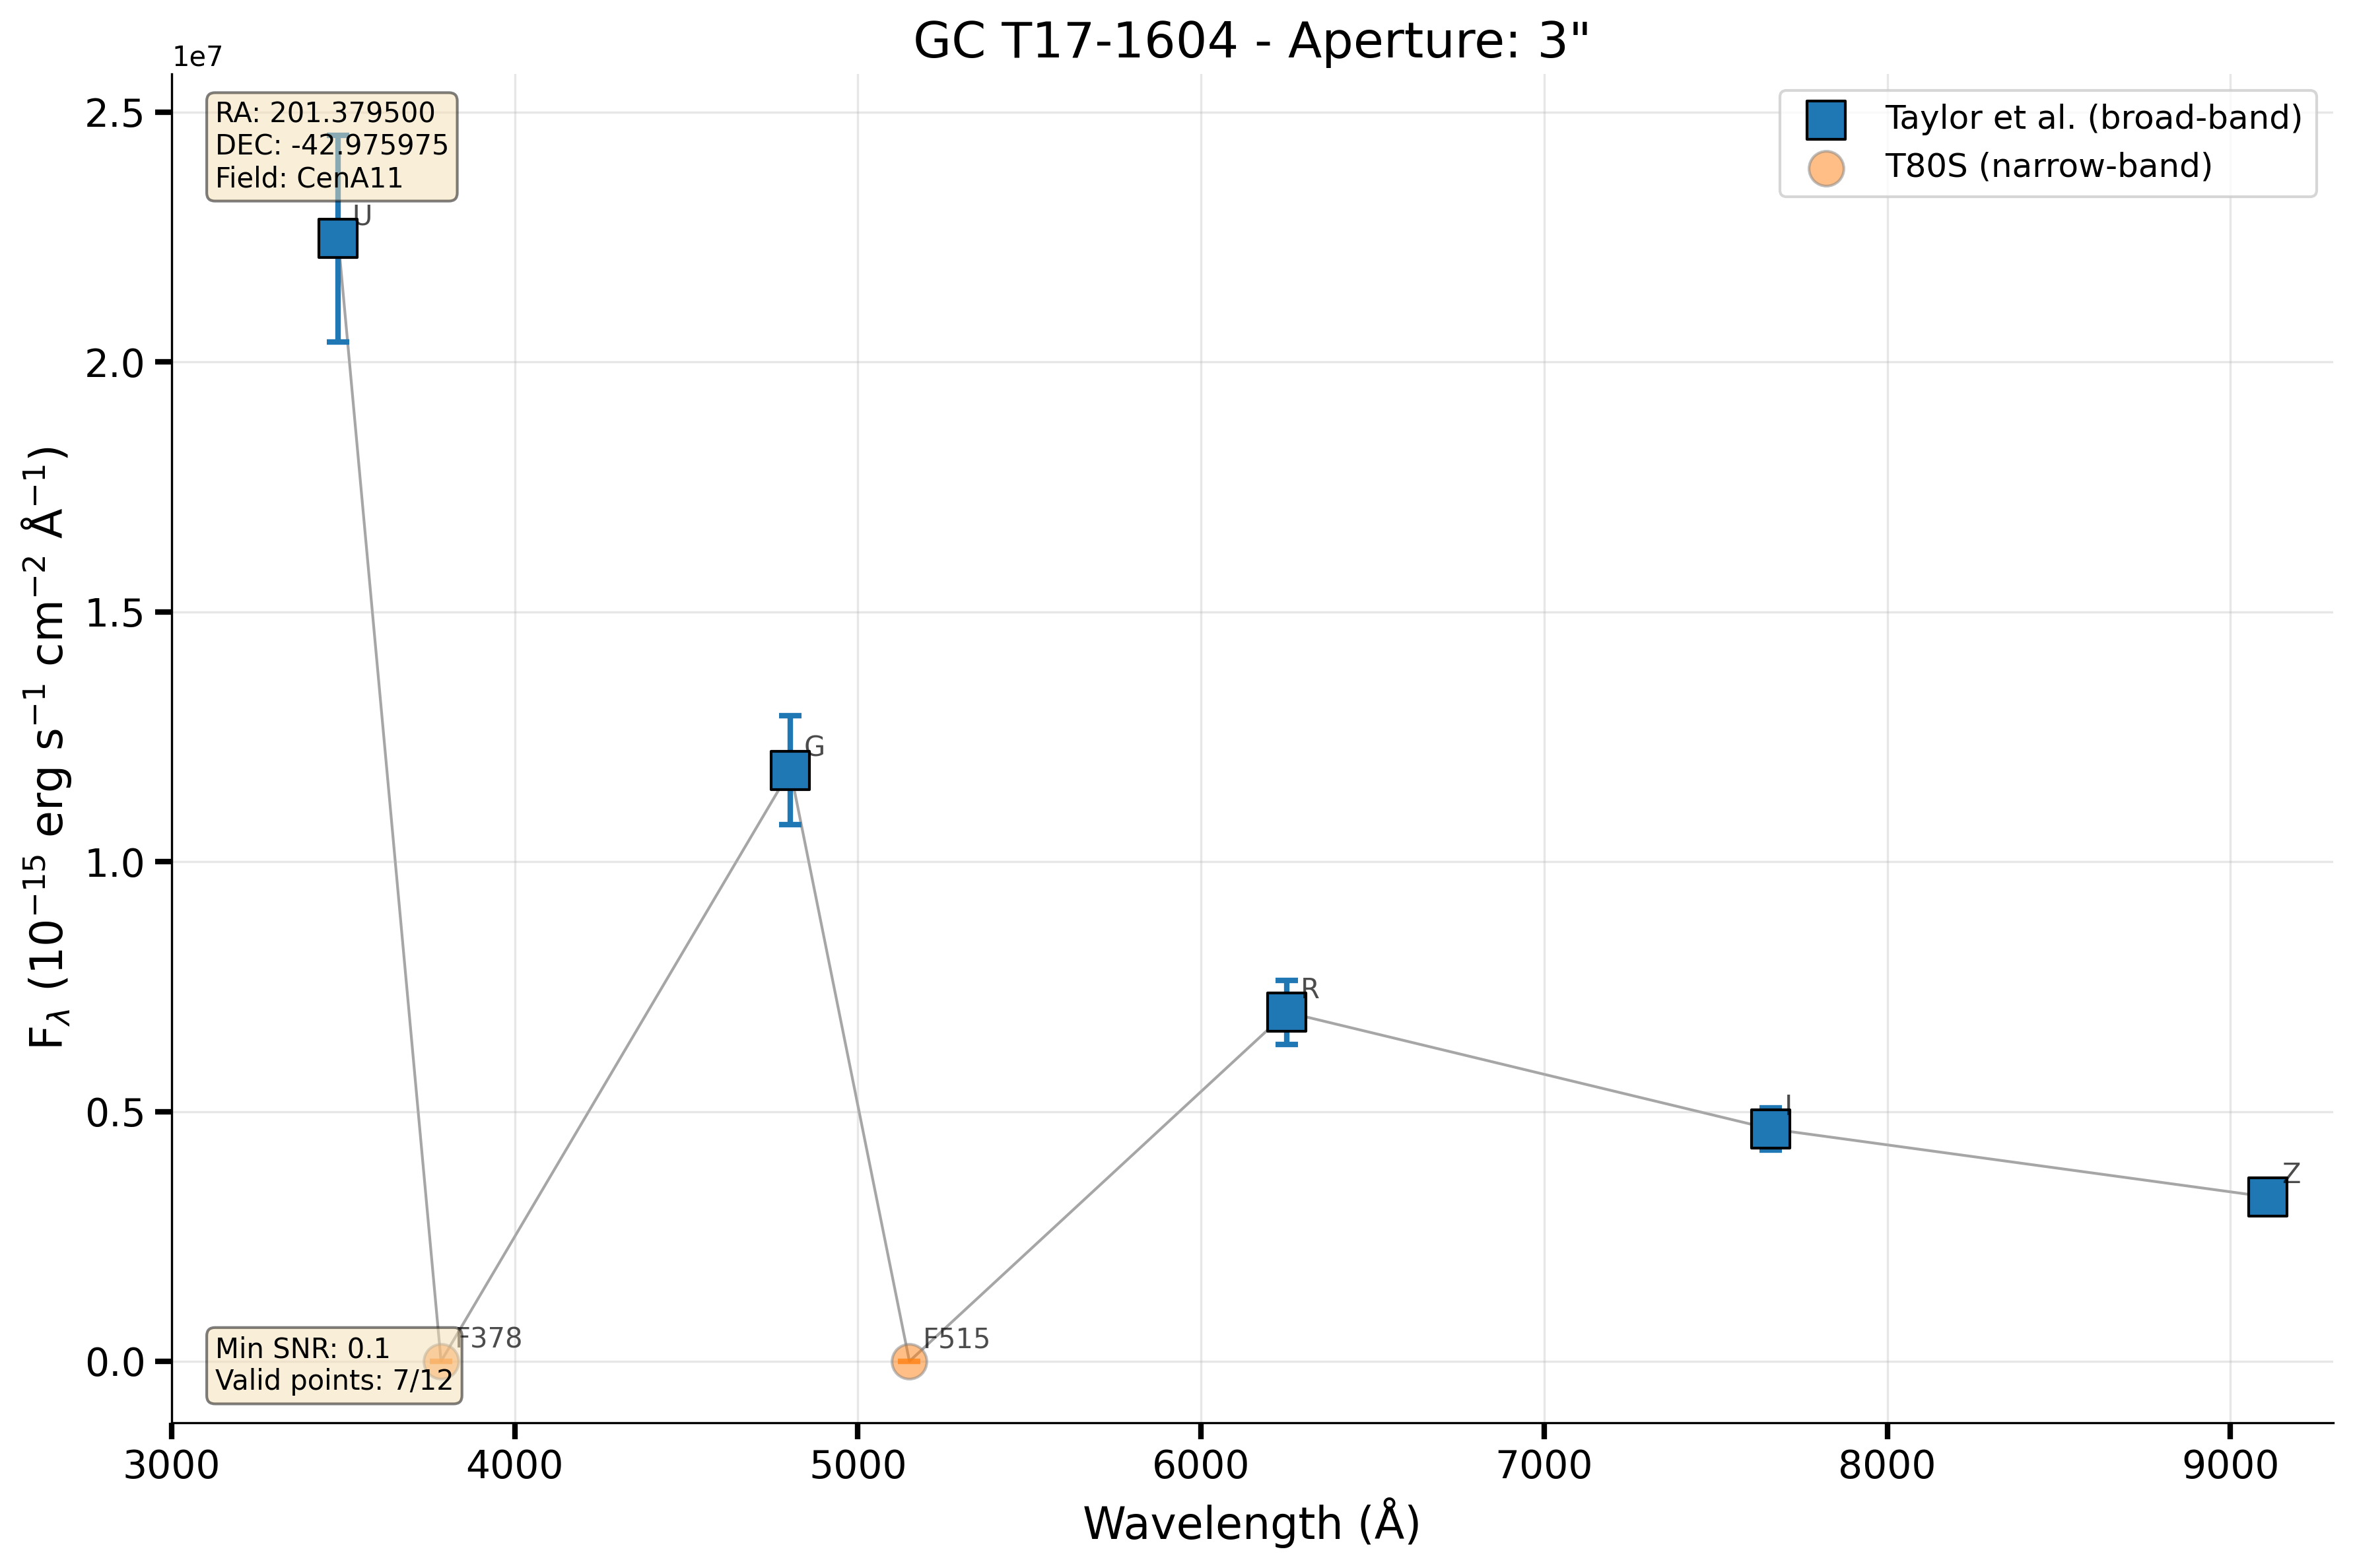 GC T17-1604 - Aperture: 3"
1e7
RA: 201.379500
DEC: -42.975975
Field: CenA11
Taylor et al. (broad-band)
T80S (narrow-band)
2.5
2.0
1.5
1.0
0.5
0.0
F_λ (10⁻¹⁵ erg s⁻¹ cm⁻² Å⁻¹)
U
G
R
I
Z
F378
F515
Min SNR: 0.1
Valid points: 7/12
3000 4000 5000 6000 7000 8000 9000
Wavelength (Å)